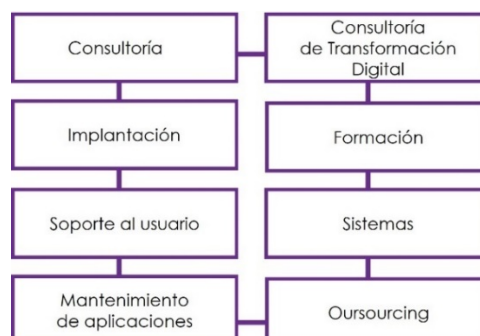 Consultoría
Consultoría
de Transformación
Digital
Implantación
Formación
Soporte al usuario
Sistemas
Mantenimiento
de aplicaciones
Oursourcing